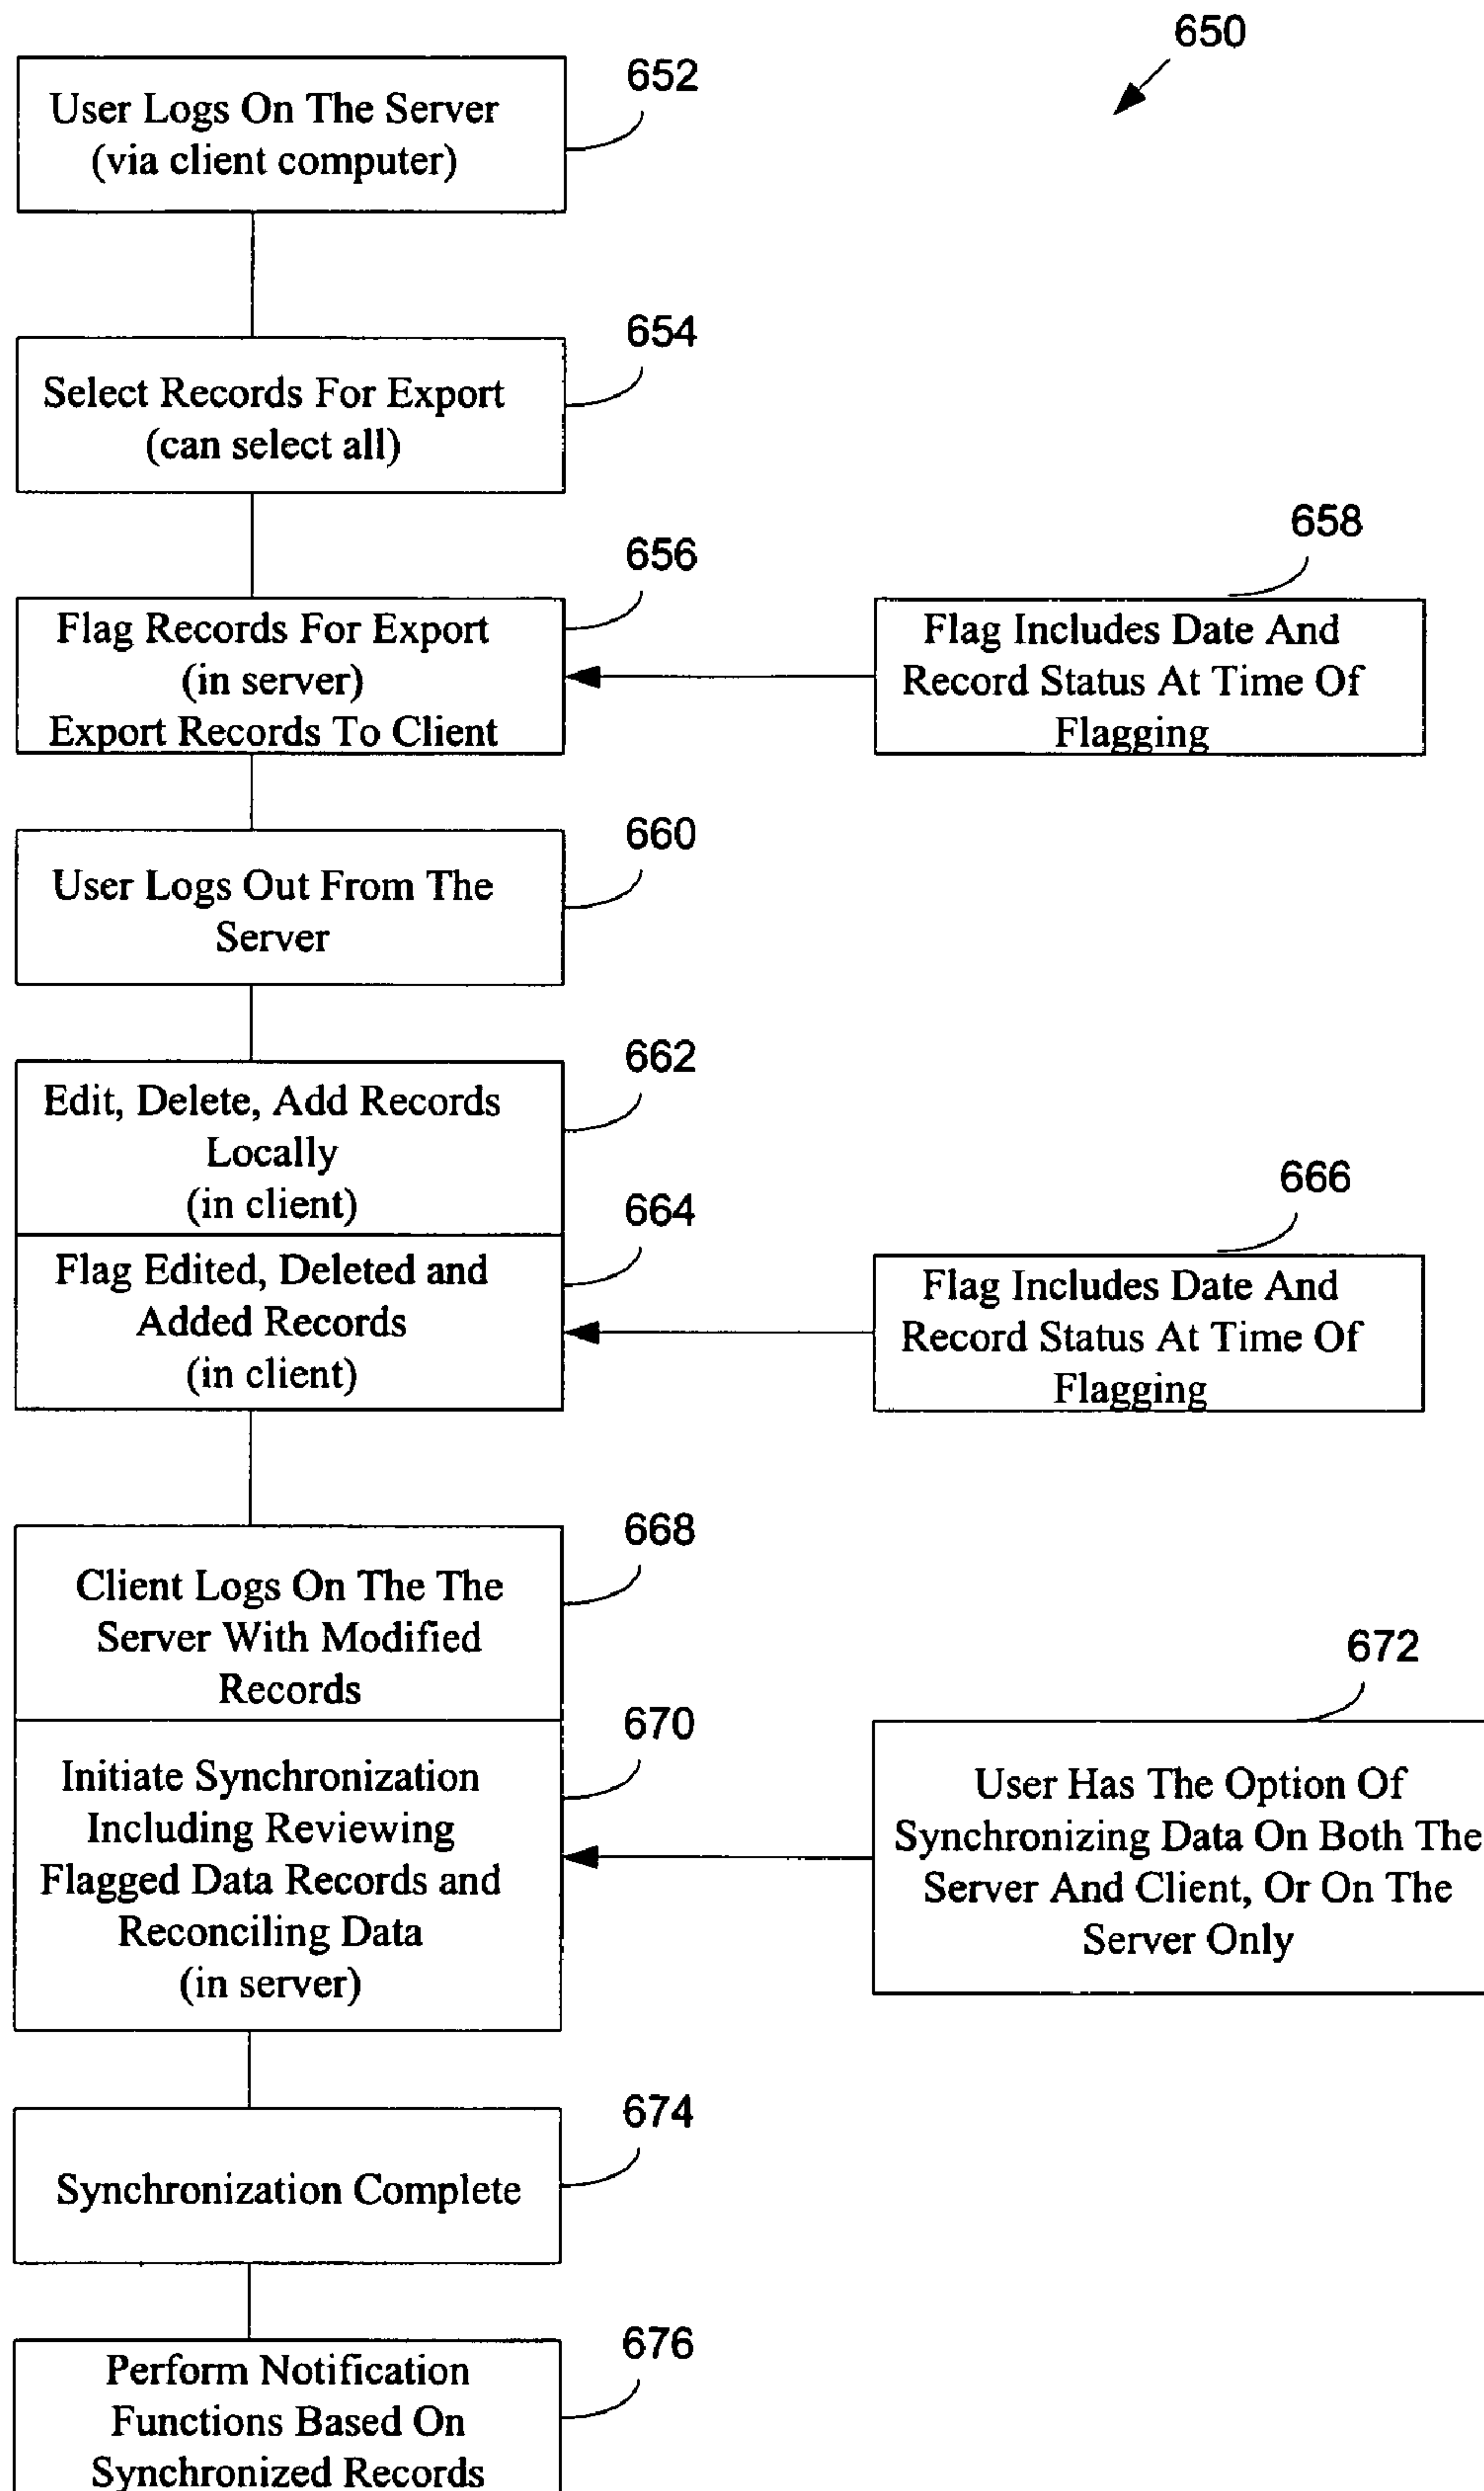 650
User Logs On The Server
(via client computer)
652
Select Records For Export
(can select all)
654
Flag Records For Export
(in server)
Export Records To Client
656
Flag Includes Date And
Record Status At Time Of
Flagging
658
User Logs Out From The
Server
660
Edit, Delete, Add Records
Locally
(in client)
662
Flag Edited, Deleted and
Added Records
(in client)
664
Flag Includes Date And
Record Status At Time Of
Flagging
666
Client Logs On The The
Server With Modified
Records
668
Initiate Synchronization
Including Reviewing
Flagged Data Records and
Reconciling Data
(in server)
670
User Has The Option Of
Synchronizing Data On Both The
Server And Client, Or On The
Server Only
672
Synchronization Complete
674
Perform Notification
Functions Based On
Synchronized Records
676